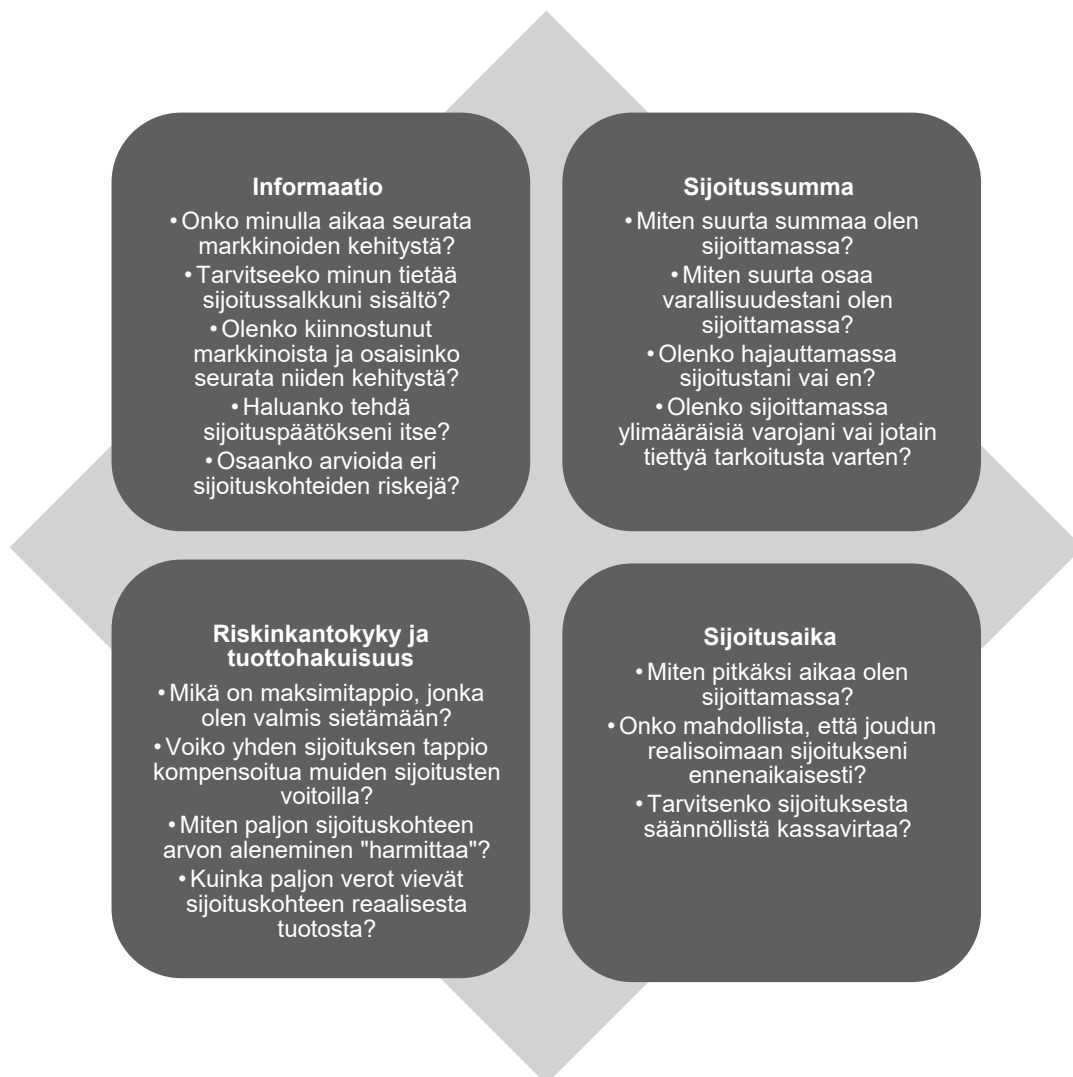 Informaatio
• Onko minulla aikaa seurata
markkinoiden kehitystä?
• Tarvitseeko minun tietää
sijoitussalkkuni sisältö?
• Olenko kiinnostunut
markkinoista ja osaisinko
seurata niiden kehitystä?
• Haluanko tehdä
sijoituspäätökseni itse?
• Osaanko arvioida eri
sijoituskohteiden riskejä?
Sijoitussumma
• Miten suurta summaa olen
sijoittamassa?
• Miten suurta osaa
varallisuudestani olen
sijoittamassa?
• Olenko hajauttamassa
sijoitustani vai en?
• Olenko sijoittamassa
ylimääräisiä varojani vai jotain
tiettyä tarkoitusta varten?
Riskinkantokyky ja
tuottohakuisuus
• Mikä on maksimitappio, jonka
olen valmis sietämään?
• Voiko yhden sijoituksen tappio
kompensoitua muiden sijoitusten
voitoilla?
• Miten paljon sijoituskohteen
arvon aleneminen "harmittaa"?
• Kuinka paljon verot vievät
sijoituskohteen reaalisesta
tuotosta?
Sijoitusaika
• Miten pitkäksi aikaa olen
sijoittamassa?
• Onko mahdollista, että joudun
realisoimaan sijoitukseni
ennenaikaisesti?
• Tarvitsenko sijoituksesta
säännöllistä kassavirtaa?